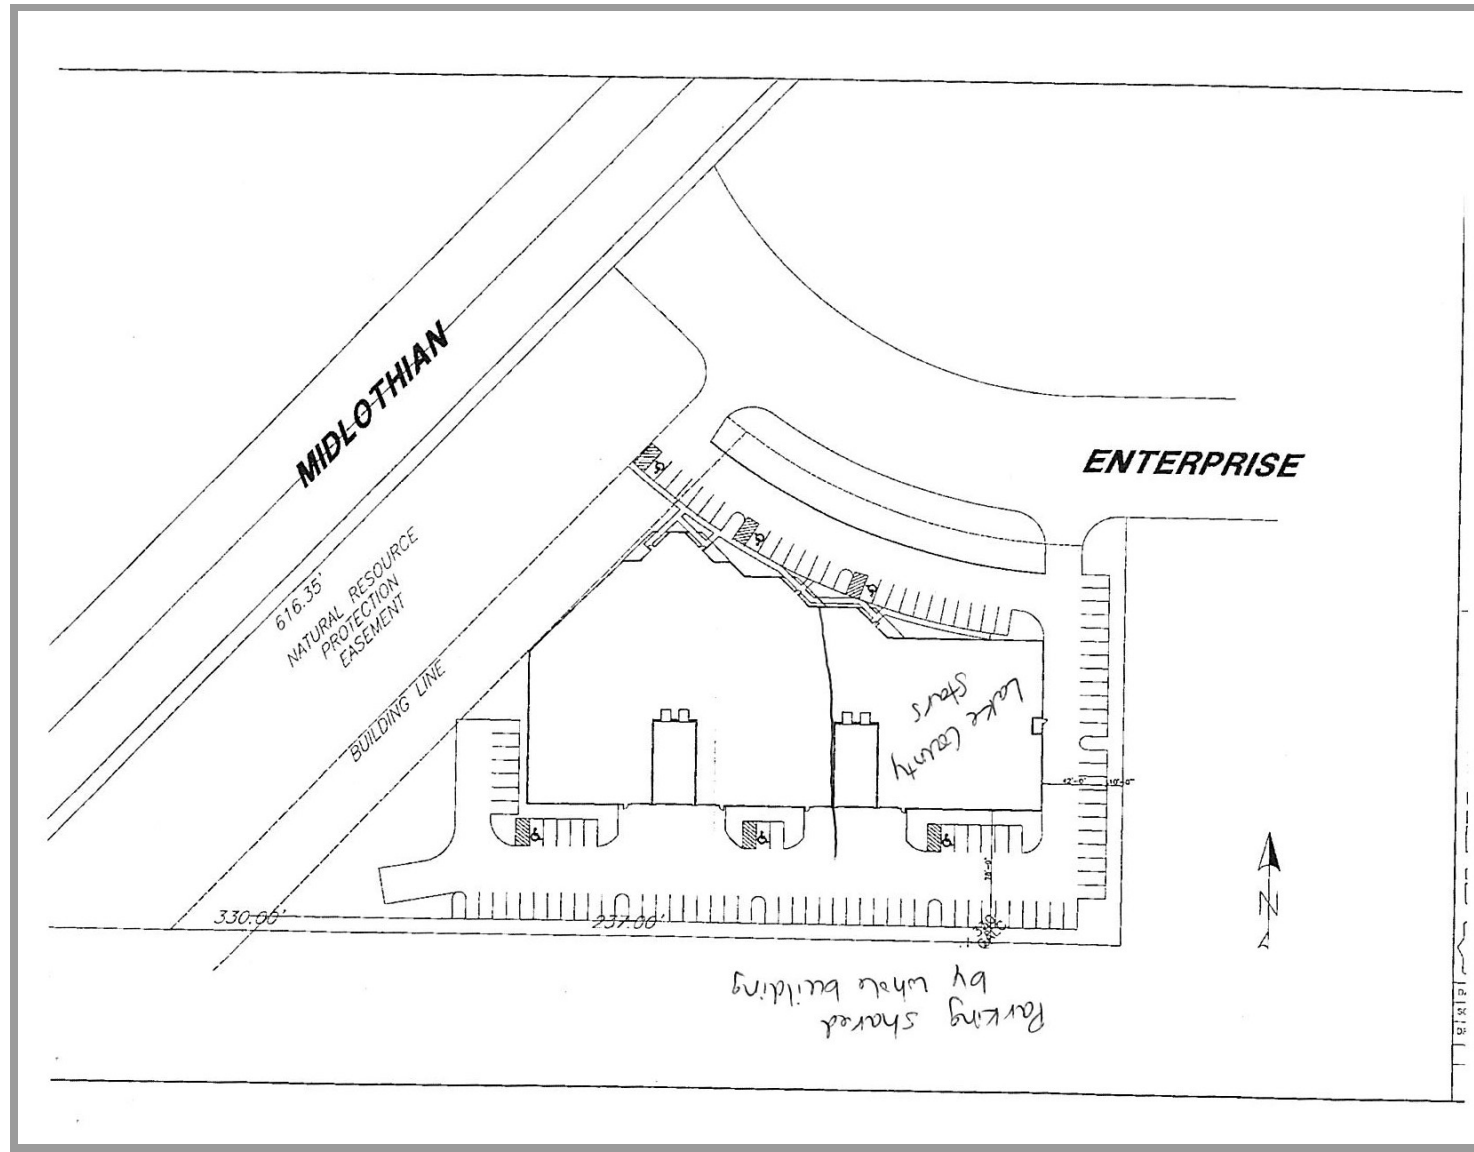 MIDLOTHIAN
ENTERPRISE
616.35'
NATURAL RESOURCE
PROTECTION
EASEMENT
BUILDING LINE
Lake County
Stars
330.00'
237.00'
Parking shared
by whole building
N